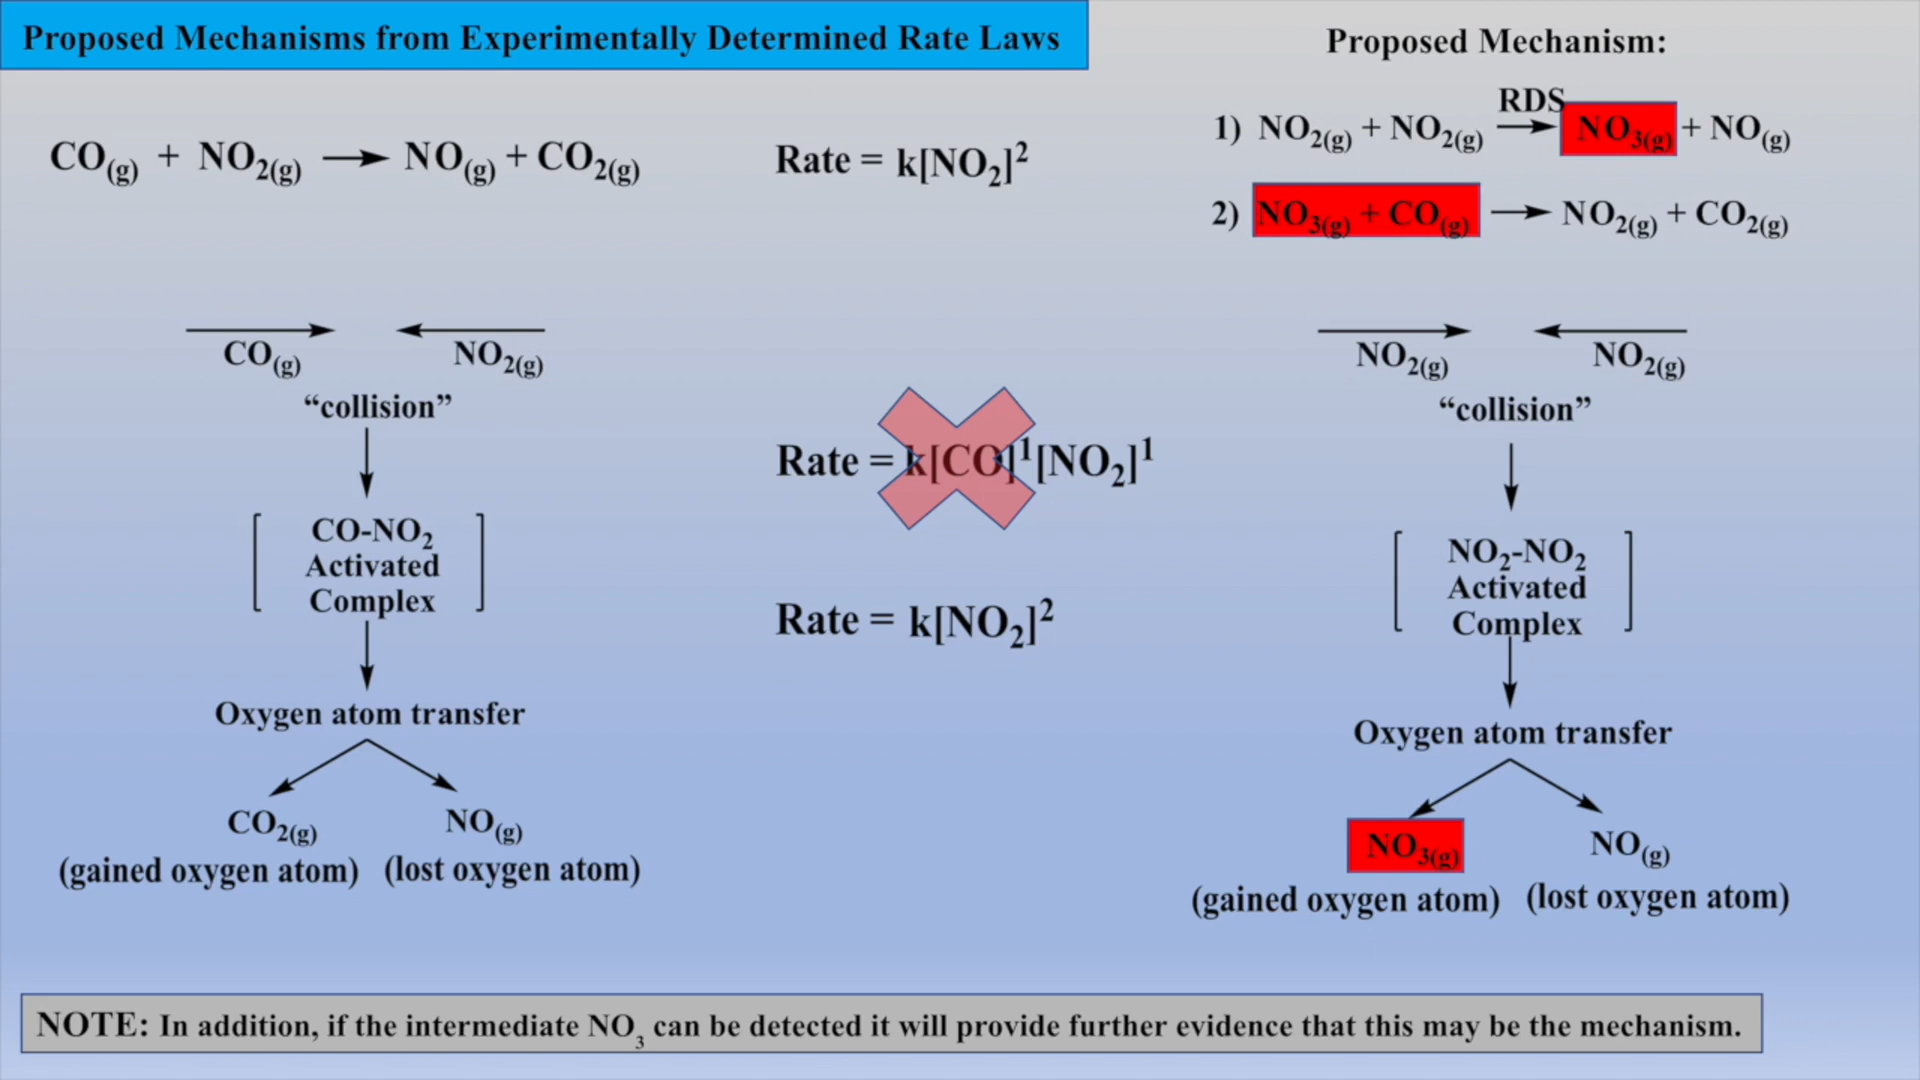 Proposed Mechanisms from Experimentally Determined Rate Laws
CO(g) + NO2(g) → NO(g) + CO2(g)
Rate = k[NO2]²
Proposed Mechanism:
RDS
1) NO2(g) + NO2(g) → NO3(g) + NO(g)
2) NO3(g) + CO(g) → NO2(g) + CO2(g)
CO(g) NO2(g)
“collision”
CO-NO2
Activated
Complex
Oxygen atom transfer
CO2(g) NO(g)
(gained oxygen atom) (lost oxygen atom)
Rate = k[CO]¹[NO2]¹
Rate = k[NO2]²
NO2(g) NO2(g)
“collision”
NO2-NO2
Activated
Complex
Oxygen atom transfer
NO3(g) NO(g)
(gained oxygen atom) (lost oxygen atom)
NOTE: In addition, if the intermediate NO3 can be detected it will provide further evidence that this may be the mechanism.